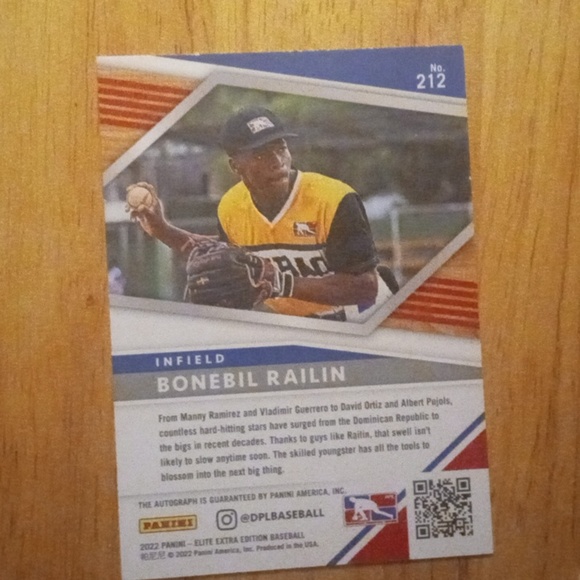 No.
212
INFIELD
BONEBIL RAILIN
From Manny Ramirez and Vladimir Guerrero to David Ortiz and Albert Pujols,
countless hard-hitting stars have surged from the Dominican Republic to
the bigs in recent decades. Thanks to guys like Railin, that swell isn't
likely to slow anytime soon. The skilled youngster has all the tools to
blossom into the next big thing.
THE AUTOGRAPH IS GUARANTEED BY PANINI AMERICA, INC.
PANINI @DPLBASEBALL
2022 PANINI – ELITE EXTRA EDITION BASEBALL
帕尼尼 © 2022 Panini America, Inc. Produced in the USA.